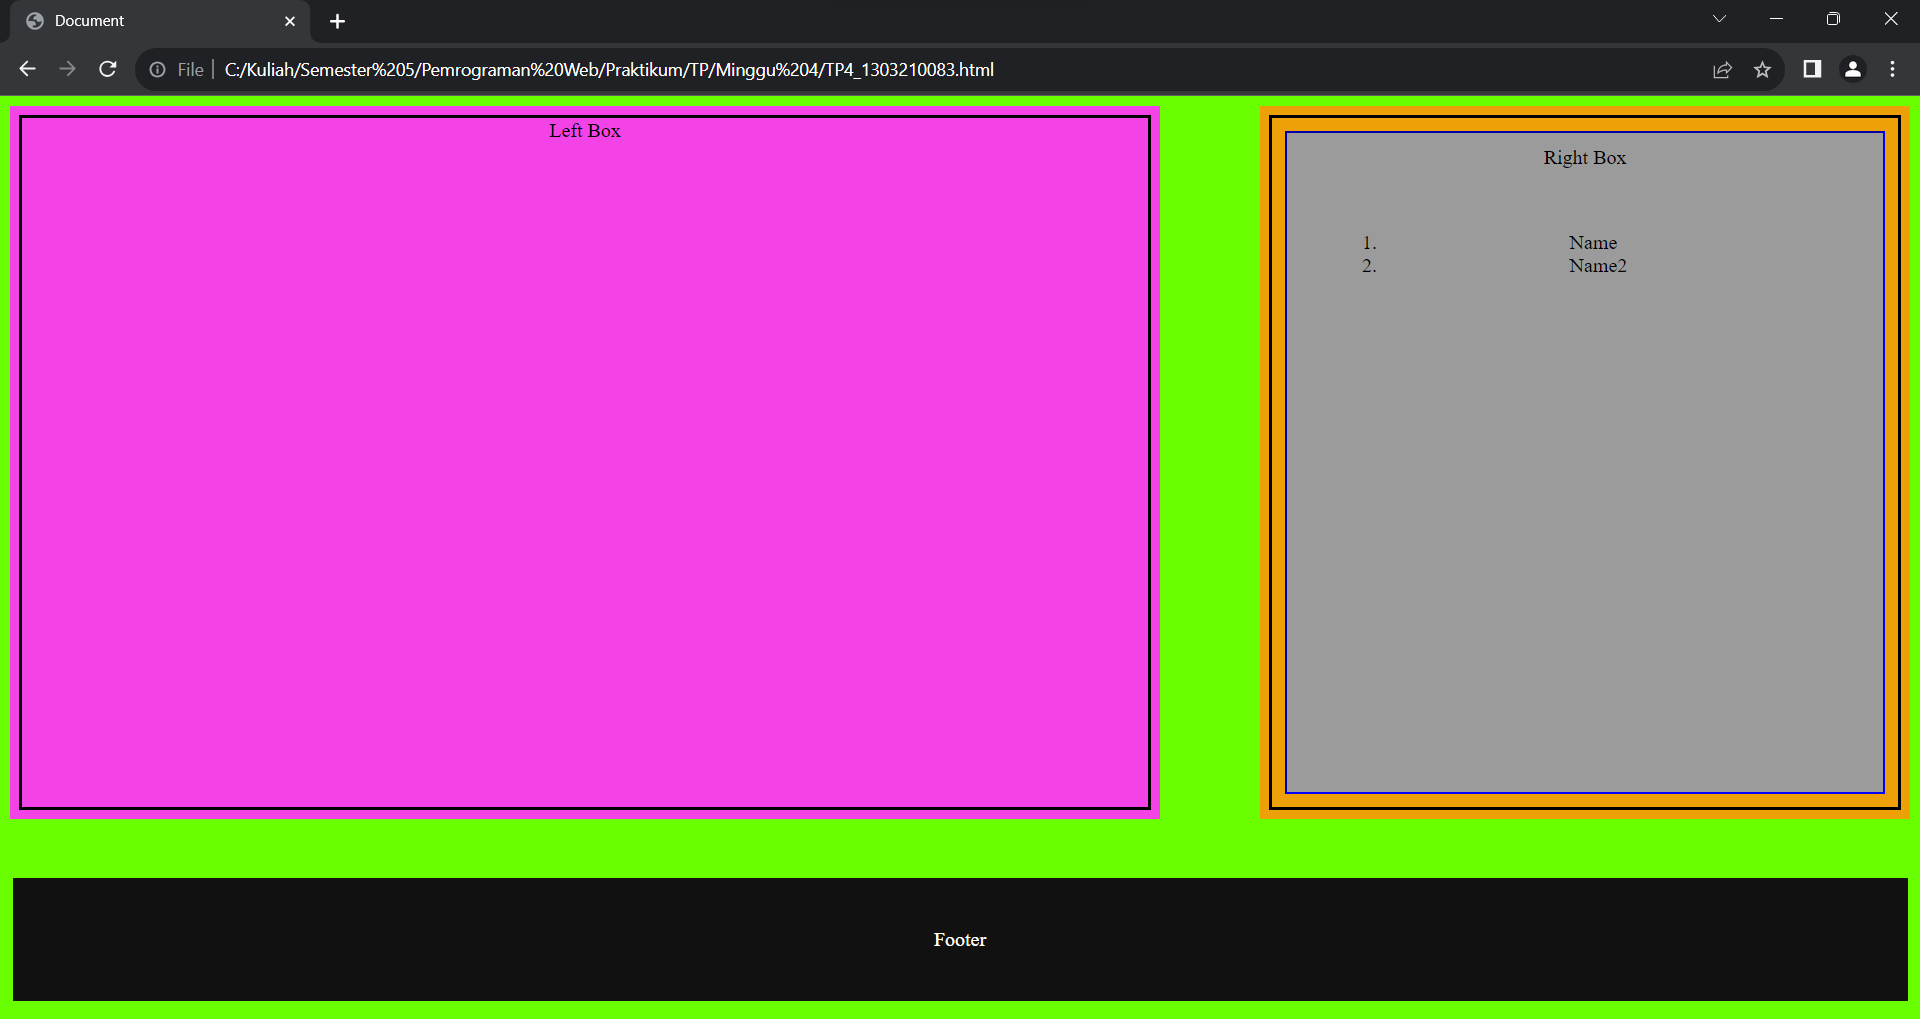 Document
File C:/Kuliah/Semester%205/Pemrograman%20Web/Praktikum/TP/Minggu%204/TP4_1303210083.html
Left Box
Right Box
1. Name
2. Name2
Footer